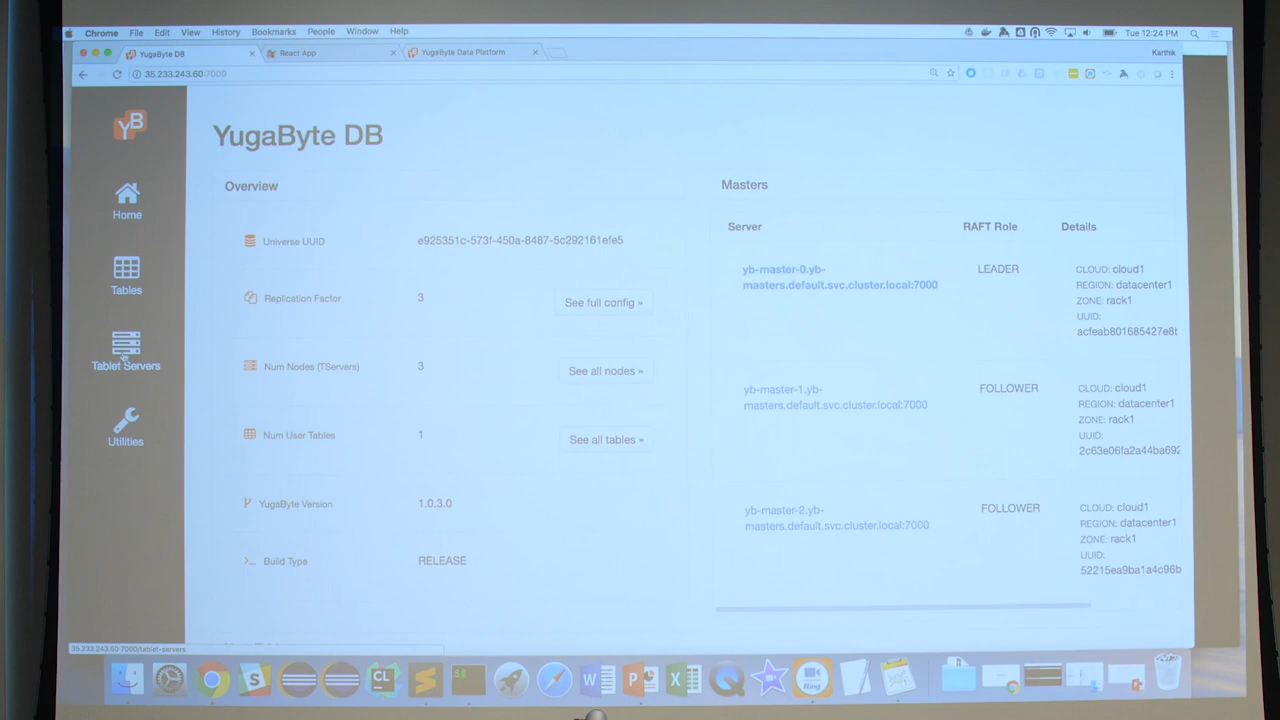 Chrome File Edit View History Bookmarks People Window Help
Tue 12:24 PM
YugaByte DB
React App
YugaByte Data Platform
Karthik
35.233.243.60:7000
YB
Home
Tables
Tablet Servers
Utilities
YugaByte DB
Overview
Universe UUID e925351c-573f-450a-8487-5c292161efe5
Replication Factor 3 See full config »
Num Nodes (TServers) 3 See all nodes »
Num User Tables 1 See all tables »
YugaByte Version 1.0.3.0
Build Type RELEASE
Masters
Server RAFT Role Details
yb-master-0.yb-
masters.default.svc.cluster.local:7000
LEADER
CLOUD: cloud1
REGION: datacenter1
ZONE: rack1
UUID:
acfeab801685427e8b
yb-master-1.yb-
masters.default.svc.cluster.local:7000
FOLLOWER
CLOUD: cloud1
REGION: datacenter1
ZONE: rack1
UUID:
2c63e06fa2a44ba692
yb-master-2.yb-
masters.default.svc.cluster.local:7000
FOLLOWER
CLOUD: cloud1
REGION: datacenter1
ZONE: rack1
UUID:
52215ea9ba1a4c96b
35.233.243.60:7000/tablet-servers
CL
Ring